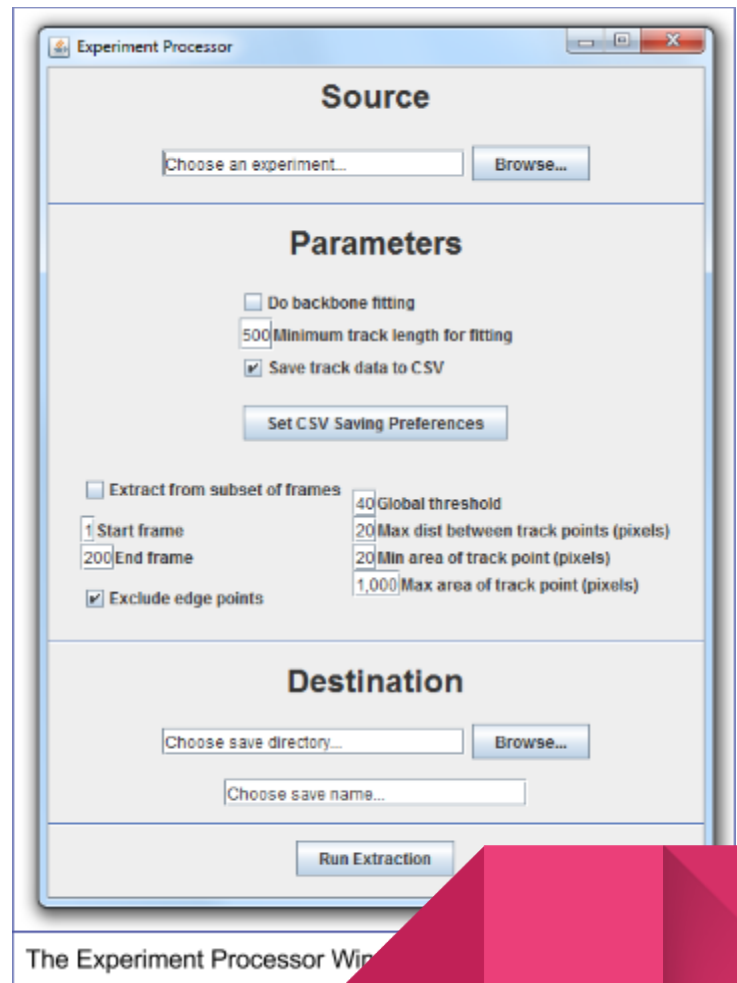 Experiment Processor
Source
Choose an experiment...
Browse...
Parameters
Do backbone fitting
500 Minimum track length for fitting
Save track data to CSV
Set CSV Saving Preferences
Extract from subset of frames
40 Global threshold
1 Start frame
20 Max dist between track points (pixels)
200 End frame
20 Min area of track point (pixels)
1,000 Max area of track point (pixels)
Exclude edge points
Destination
Choose save directory...
Browse...
Choose save name...
Run Extraction
The Experiment Processor